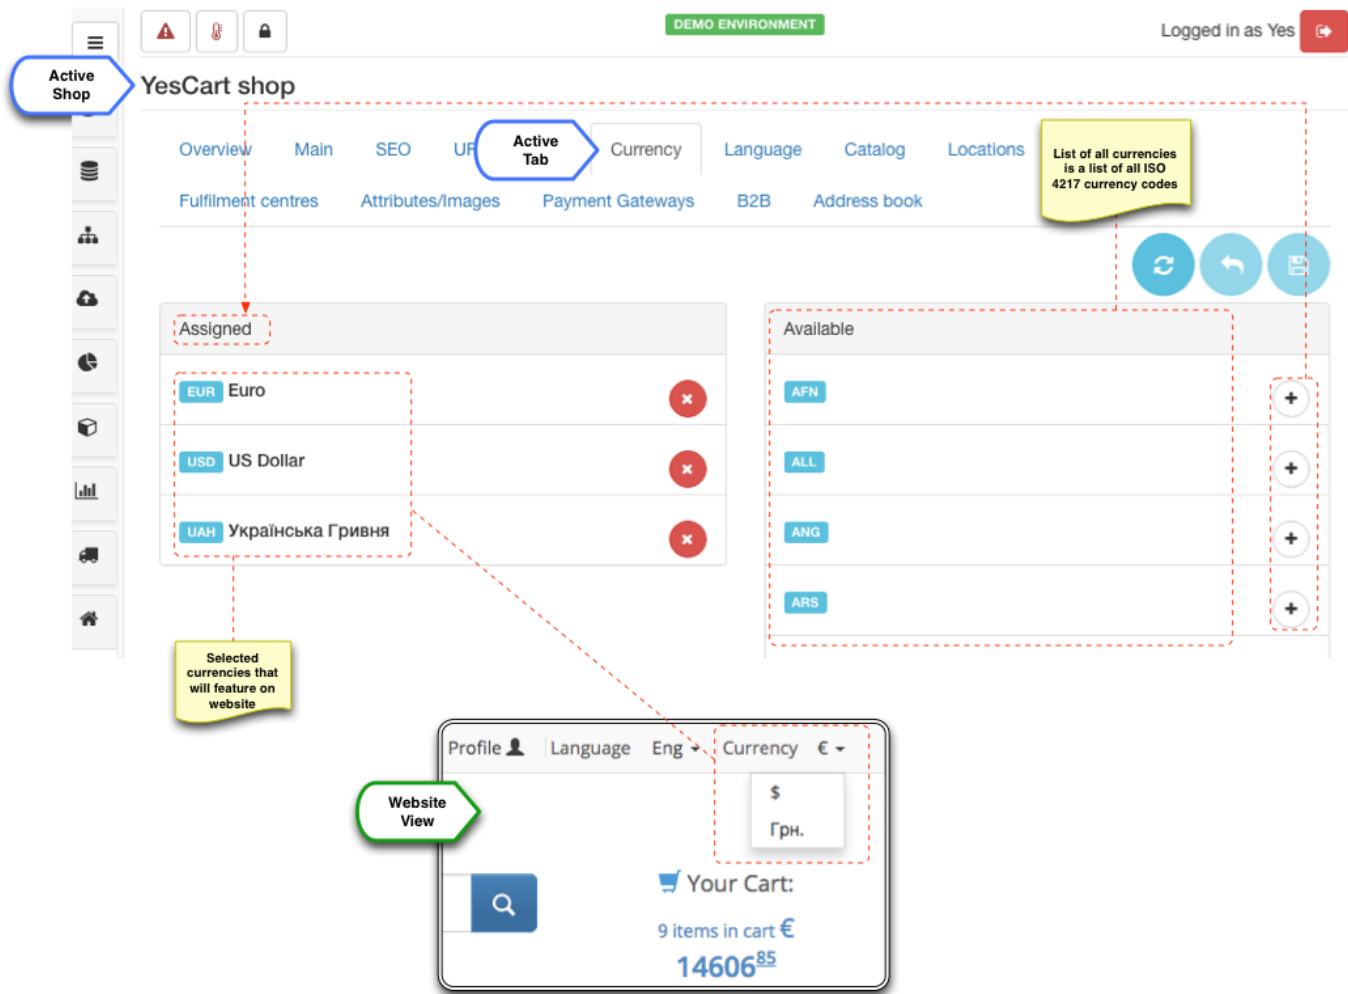 DEMO ENVIRONMENT
Logged in as Yes
Active
Shop
YesCart shop
Overview Main SEO UR
Active
Tab
Currency Language Catalog Locations
List of all currencies
is a list of all ISO
4217 currency codes
Fulfilment centres Attributes/Images Payment Gateways B2B Address book
Assigned
Available
EUR Euro
AFN
USD US Dollar
ALL
UAH Українська Гривня
ANG
ARS
Selected
currencies that
will feature on
website
Profile Language Eng Currency €
$
Грн.
Website
View
Your Cart:
9 items in cart €
14606 85